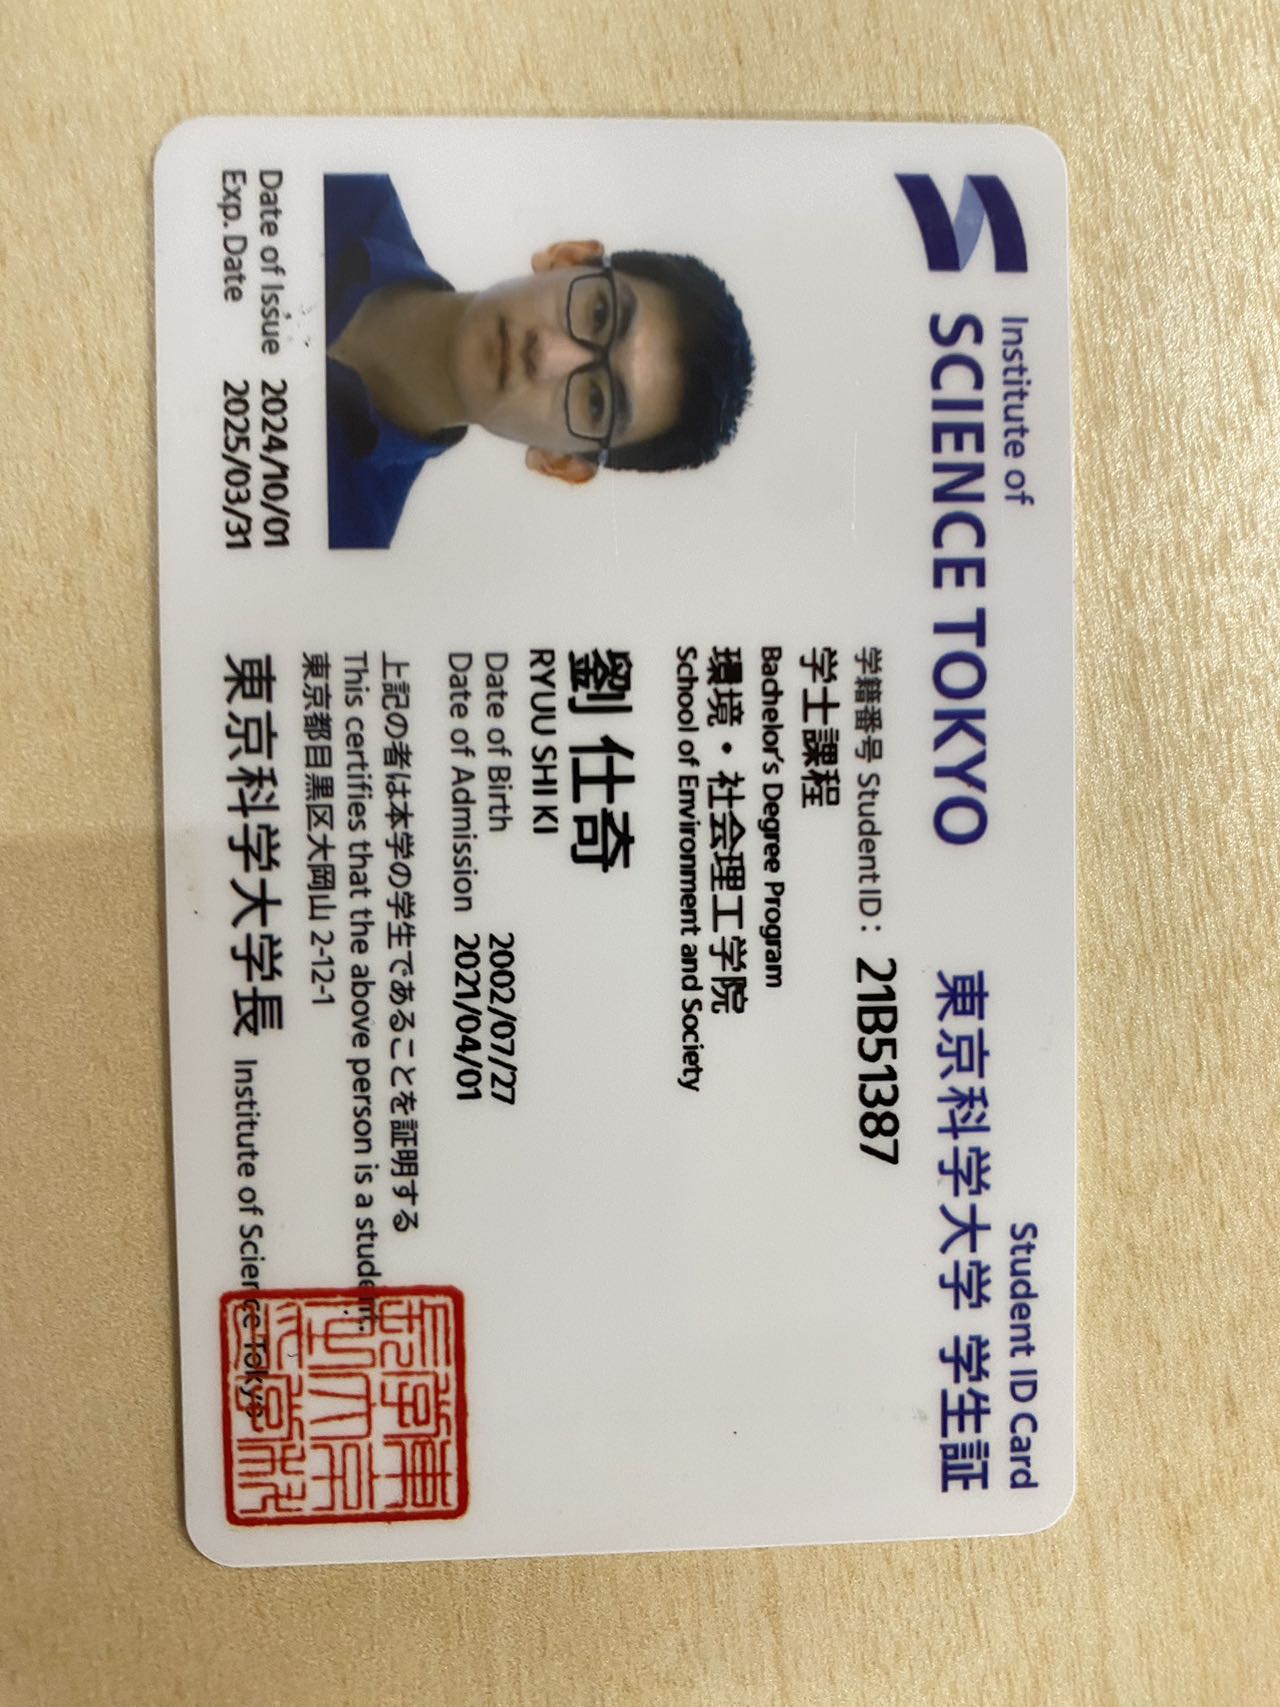 Institute of
SCIENCE TOKYO
Student ID Card
東京科学大学 学生証
学籍番号 Student ID : 21B51387
学士課程
Bachelor's Degree Program
環境・社会理工学院
School of Environment and Society
劉 仕奇
RYUU SHI KI
Date of Birth 2002/07/27
Date of Admission 2021/04/01
上記の者は本学の学生であることを証明する
This certifies that the above person is a student.
東京都目黒区大岡山 2-12-1
東京科学大学長 Institute of Science Tokyo
Date of Issue 2024/10/01
Exp. Date 2025/03/31